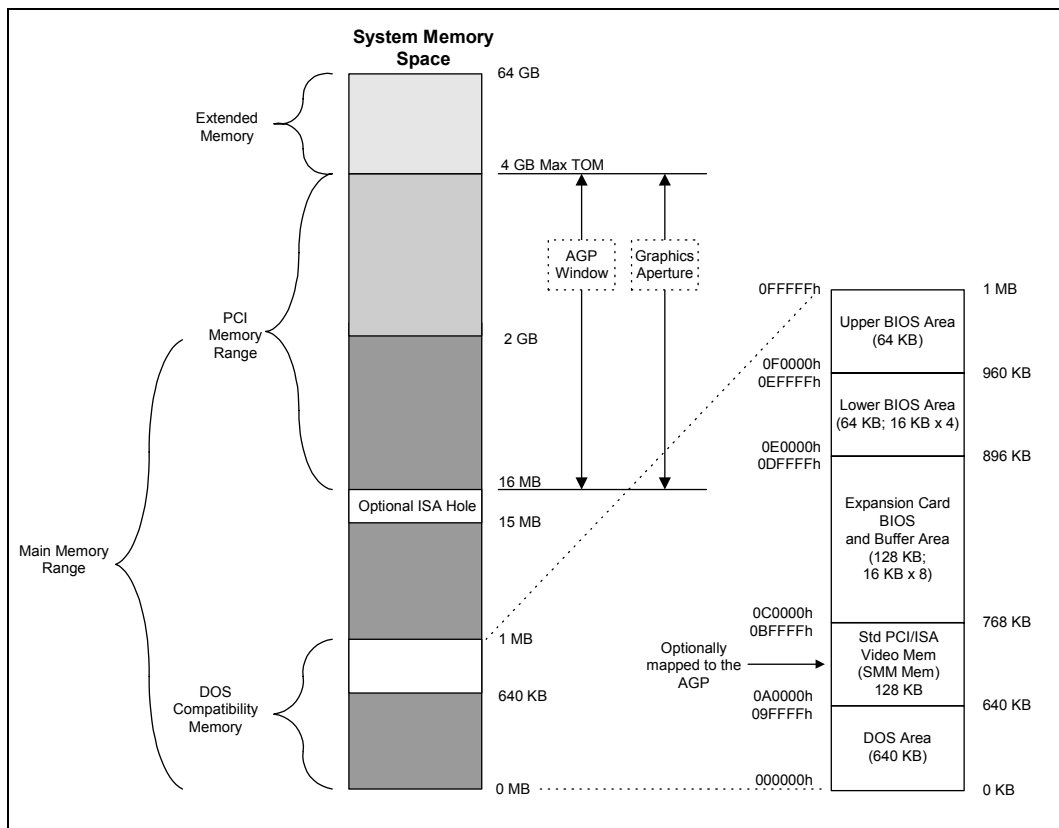 System Memory
Space
64 GB
Extended
Memory
4 GB Max TOM
AGP
Window
Graphics
Aperture
PCI
Memory
Range
2 GB
16 MB
Optional ISA Hole
15 MB
Main Memory
Range
1 MB
640 KB
DOS
Compatibility
Memory
0 MB
0FFFFFh
1 MB
Upper BIOS Area
(64 KB)
0F0000h
0EFFFFh
960 KB
Lower BIOS Area
(64 KB; 16 KB x 4)
0E0000h
0DFFFFh
896 KB
Expansion Card
BIOS
and Buffer Area
(128 KB;
16 KB x 8)
0C0000h
0BFFFFh
768 KB
Optionally
mapped to the
AGP
Std PCI/ISA
Video Mem
(SMM Mem)
128 KB
0A0000h
09FFFFh
640 KB
DOS Area
(640 KB)
000000h
0 KB